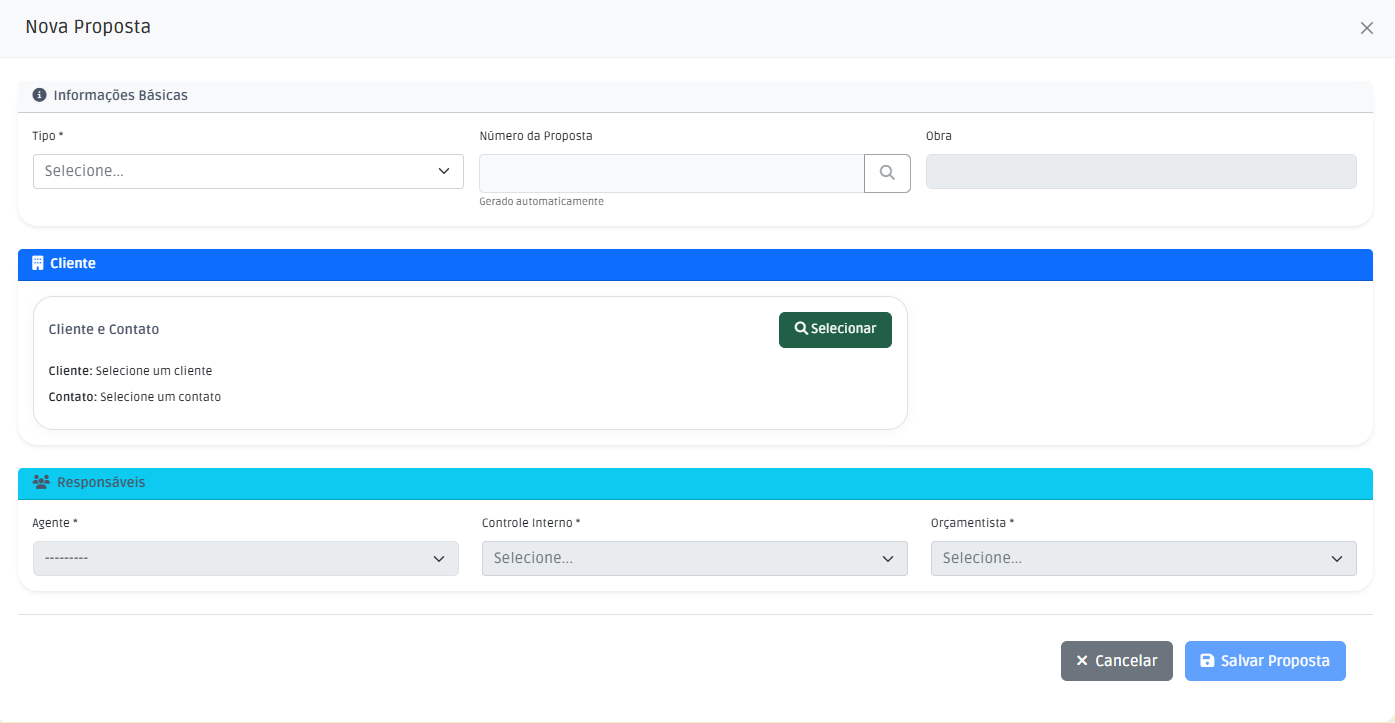 Nova Proposta
Informações Básicas
Tipo * Número da Proposta Obra
Selecione...
Gerado automaticamente
Cliente
Cliente e Contato Selecionar
Cliente: Selecione um cliente
Contato: Selecione um contato
Responsáveis
Agente * Controle Interno * Orçamentista *
--------- Selecione... Selecione...
Cancelar Salvar Proposta